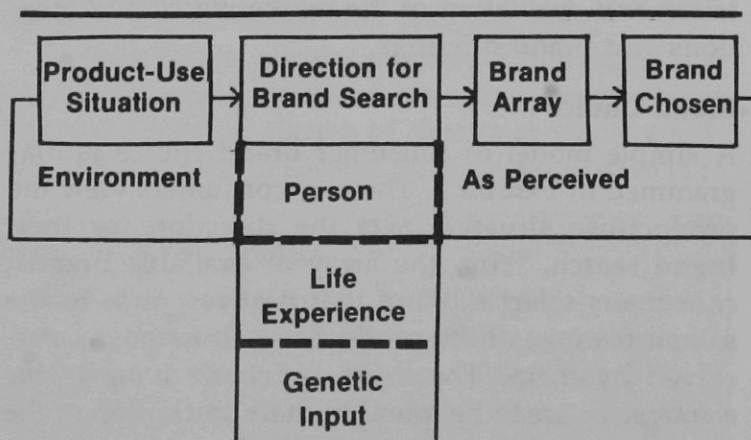 Product-Use
Situation
Direction for
Brand Search
Brand
Array
Brand
Chosen
Environment
Person
As Perceived
Life
Experience
Genetic
Input